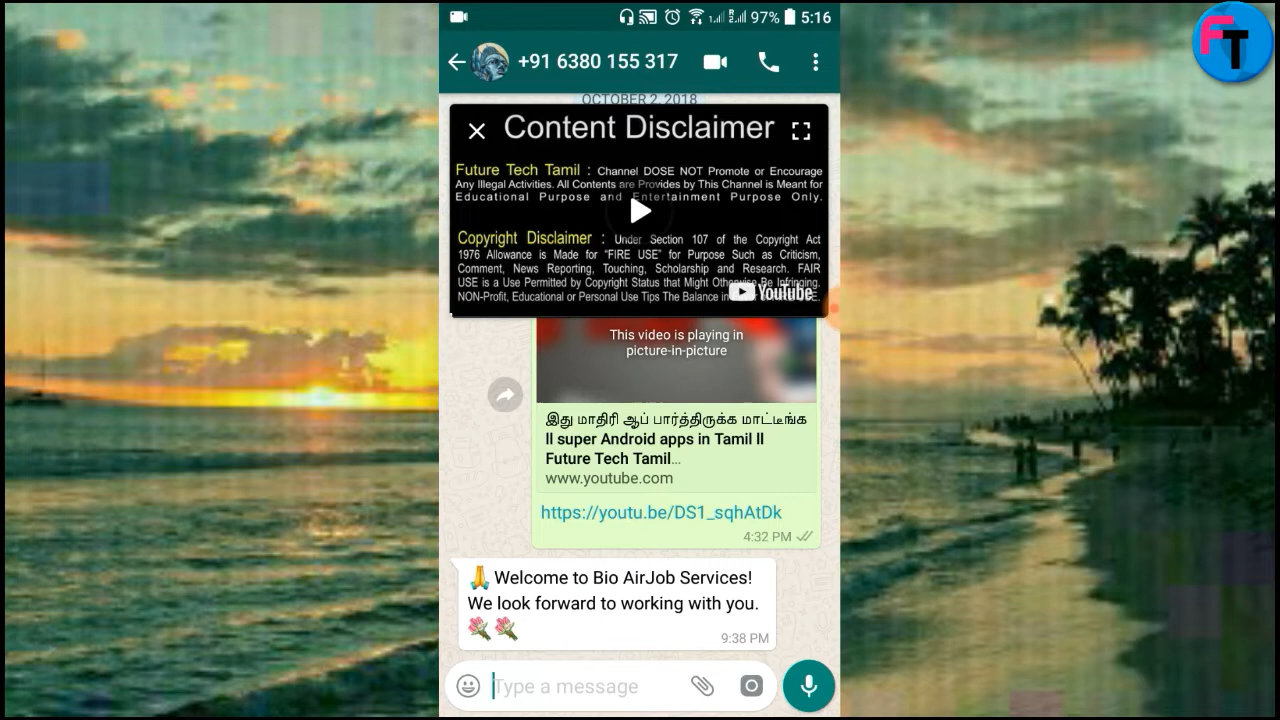 97% 5:16
FT
+91 6380 155 317
OCTOBER 2, 2018
Content Disclaimer
Future Tech Tamil : Channel DOSE NOT Promote or Encourage
Any Illegal Activities. All Contents are Provides by This Channel is Meant for
Educational Purpose and Entertainment Purpose Only.
Copyright Disclaimer : Under Section 107 of the Copyright Act
1976 Allowance is Made for “FIRE USE” for Purpose Such as Criticism,
Comment, News Reporting, Touching, Scholarship and Research. FAIR
USE is a Use Permitted by Copyright Status that Might Otherwise Be Infringing.
NON-Profit, Educational or Personal Use Tips The Balance in
YouTube
This video is playing in
picture-in-picture
இது மாதிரி ஆப் பார்த்திருக்க மாட்டீங்க
ll super Android apps in Tamil ll
Future Tech Tamil...
www.youtube.com
https://youtu.be/DS1_sqhAtDk
4:32 PM
🙏 Welcome to Bio AirJob Services!
We look forward to working with you.
9:38 PM
Type a message